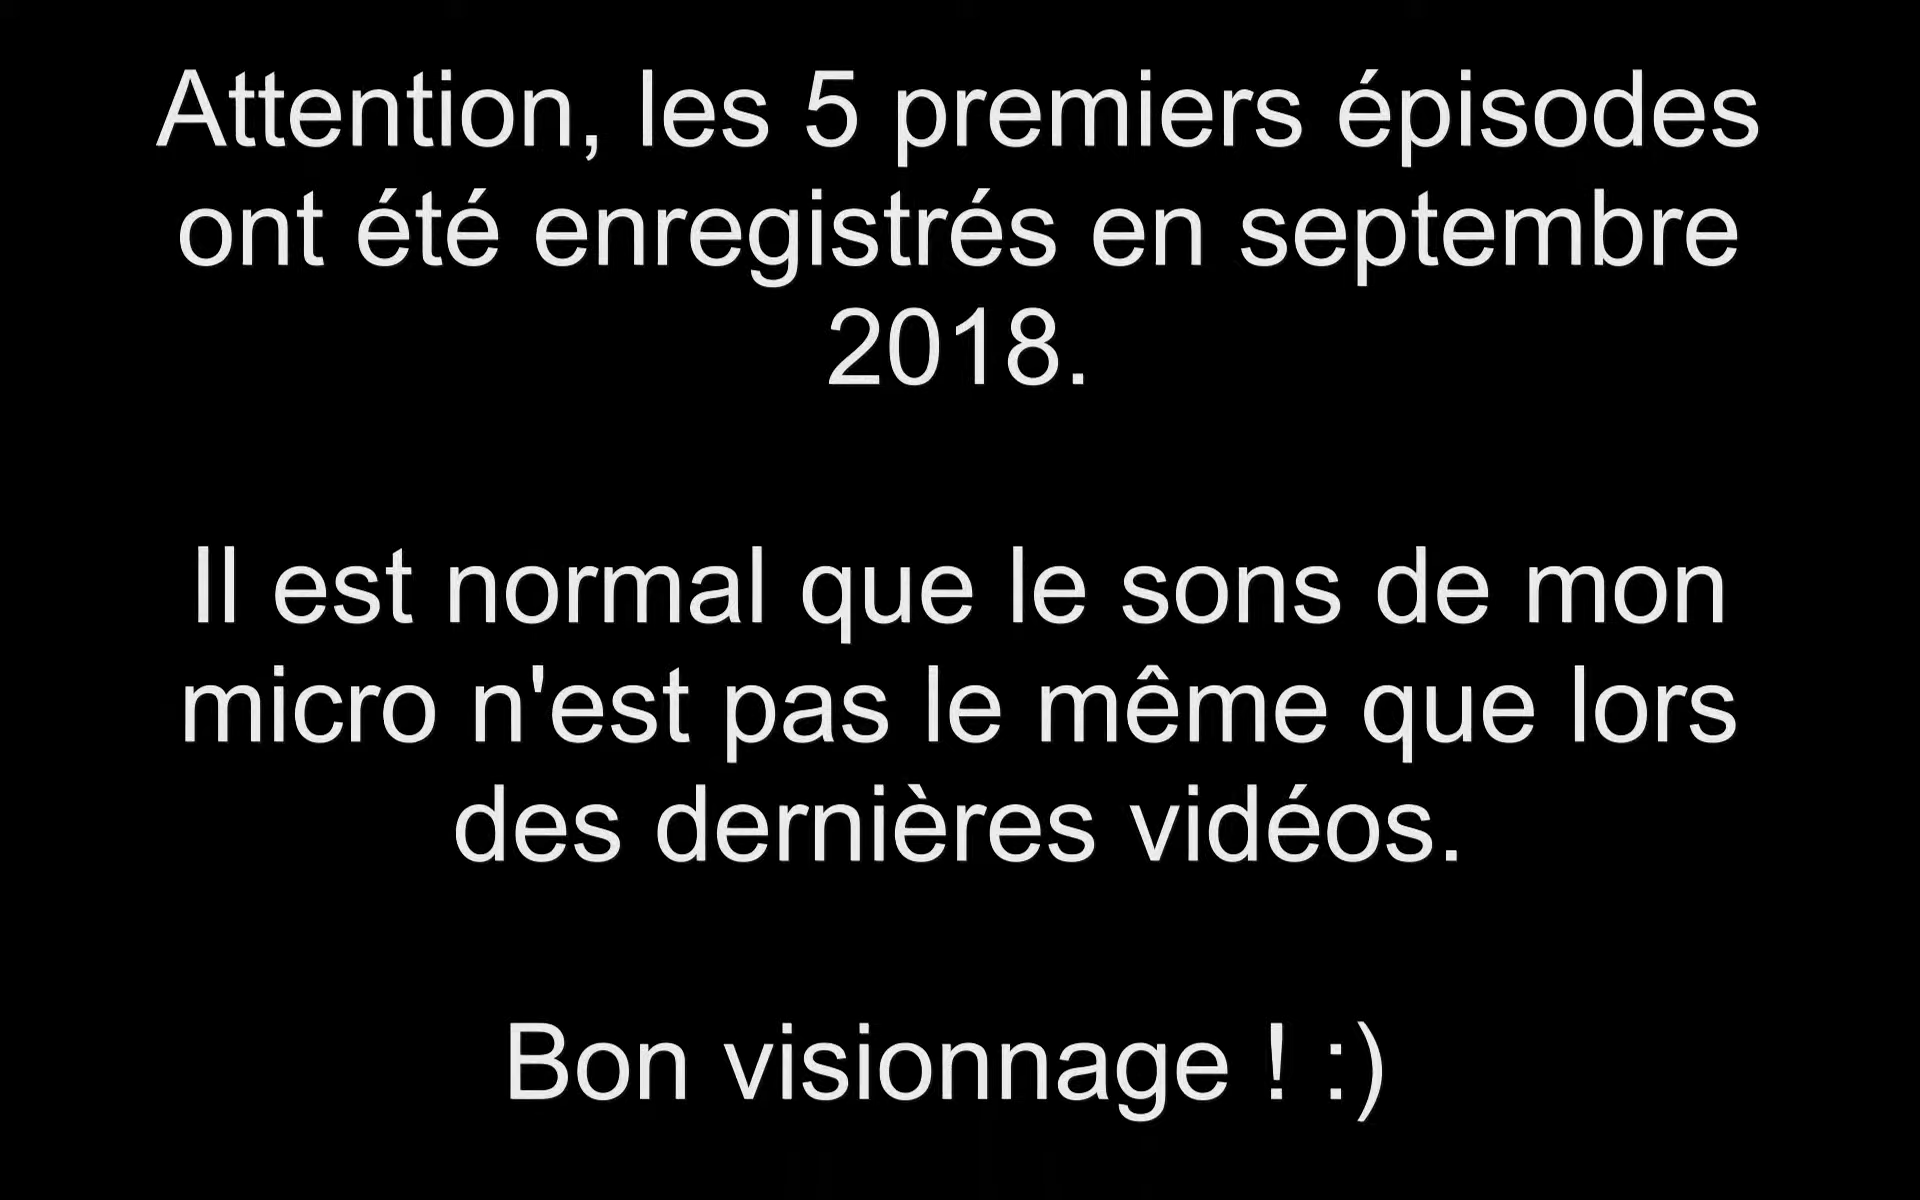 Attention, les 5 premiers épisodes
ont été enregistrés en septembre
2018.
Il est normal que le sons de mon
micro n'est pas le même que lors
des dernières vidéos.
Bon visionnage ! :)